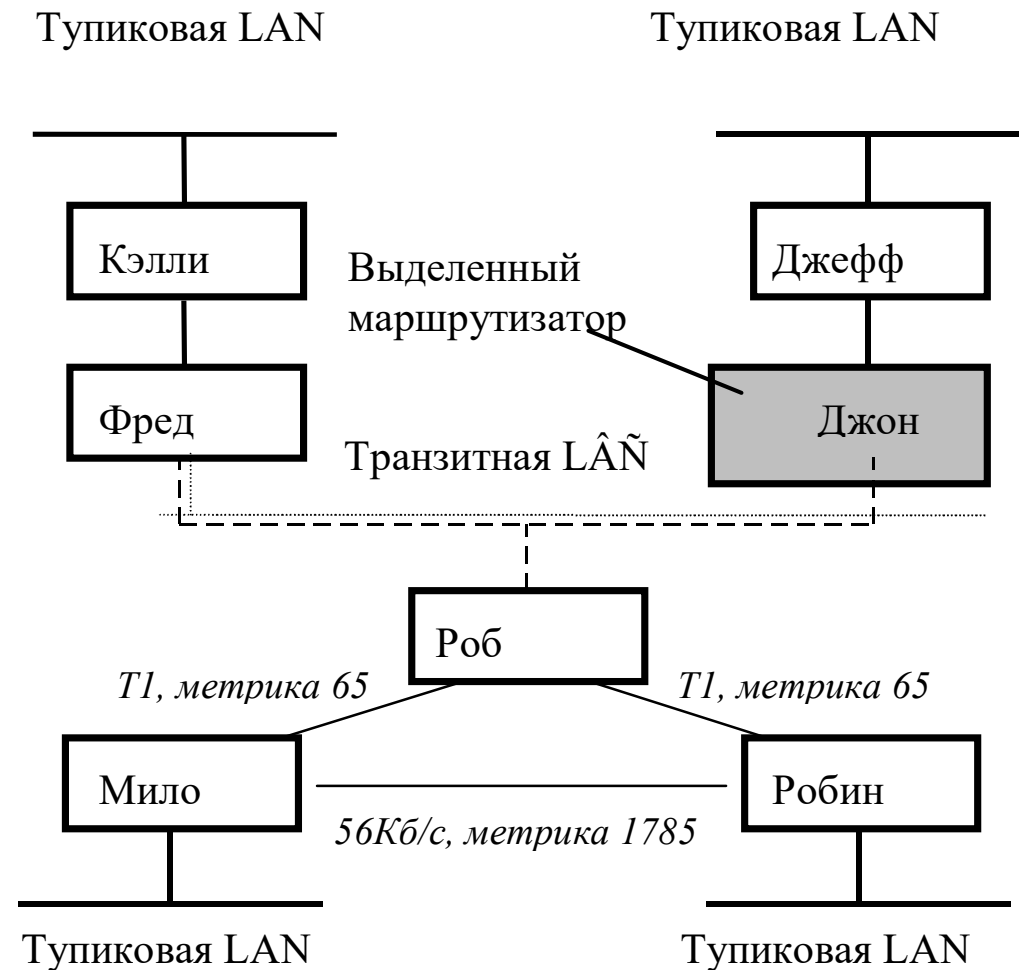 Тупиковая LAN
Тупиковая LAN
Кэлли
Выделенный
маршрутизатор
Джефф
Фред
Транзитная LÂÑ
Джон
Роб
T1, метрика 65
T1, метрика 65
Мило
Робин
56Кб/с, метрика 1785
Тупиковая LAN
Тупиковая LAN